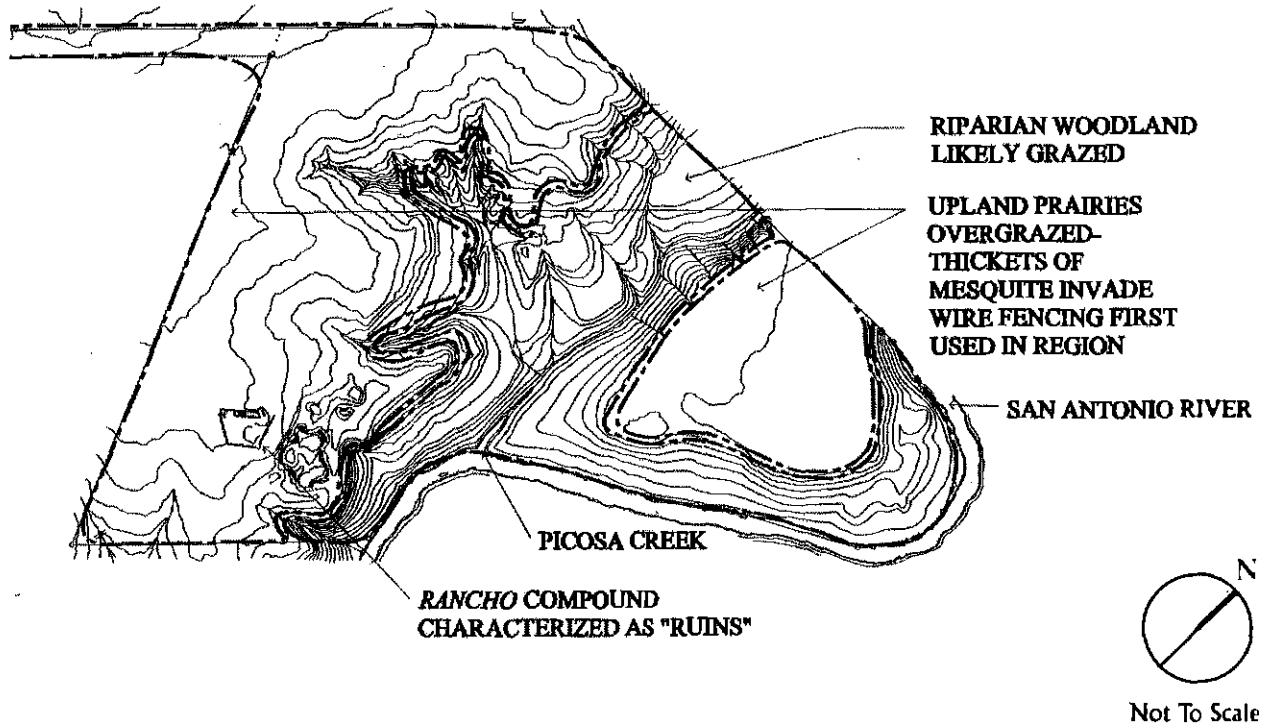 RIPARIAN WOODLAND
LIKELY GRAZED
UPLAND PRAIRIES
OVERGRAZED-
THICKETS OF
MESQUITE INVADE
WIRE FENCING FIRST
USED IN REGION
SAN ANTONIO RIVER
PICOSA CREEK
RANCHO COMPOUND
CHARACTERIZED AS "RUINS"
N
Not To Scale